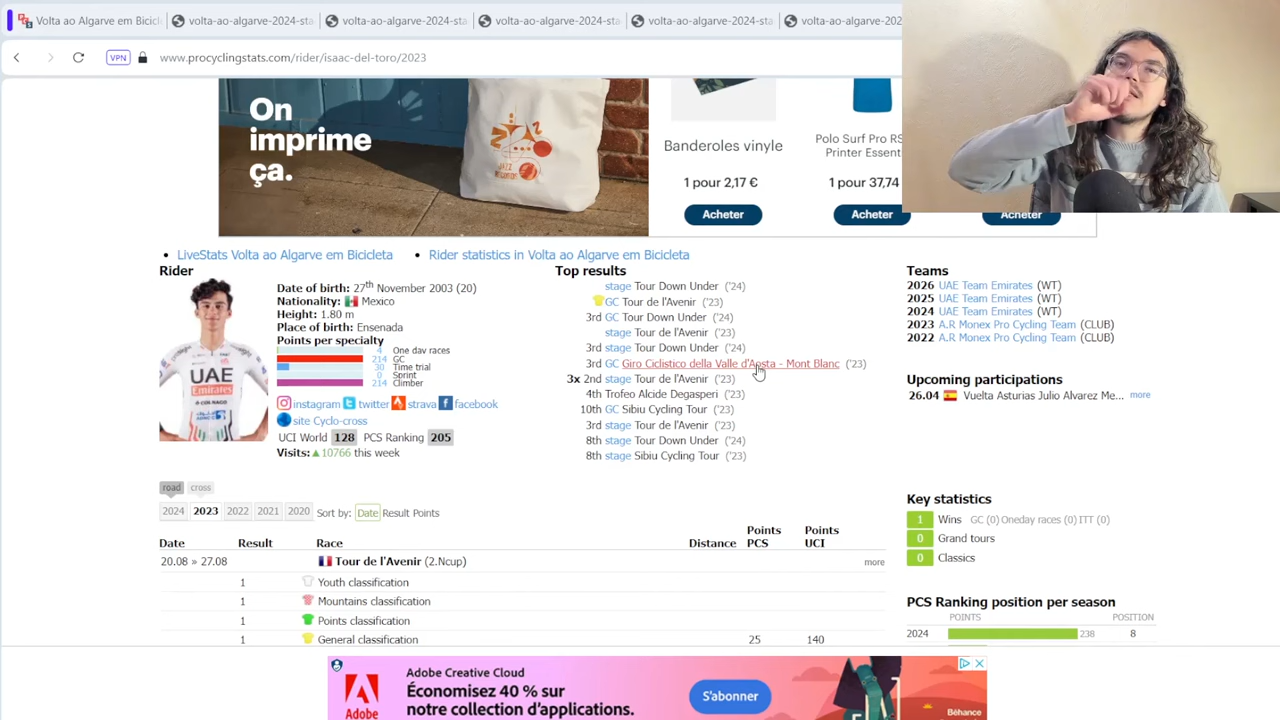 Volta ao Algarve em Bicicl
volta-ao-algarve-2024-sta
volta-ao-algarve-2024-sta
volta-ao-algarve-2024-sta
volta-ao-algarve-2024-sta
volta-ao-algarve-202
VPN
www.procyclingstats.com/rider/isaac-del-toro/2023
On
imprime
ça.
Banderoles vinyle
1 pour 2,17 €
Acheter
Polo Surf Pro RS
Printer Essent
1 pour 37,74
Acheter
Acheter
LiveStats Volta ao Algarve em Bicicleta
Rider statistics in Volta ao Algarve em Bicicleta
Rider
UAE
Emirates
Date of birth: 27th November 2003 (20)
Nationality: Mexico
Height: 1.80 m
Place of birth: Ensenada
Points per specialty
4 One day races
214 GC
30 Time trial
0 Sprint
214 Climber
instagram twitter strava facebook
site Cyclo-cross
UCI World 128 PCS Ranking 205
Visits: ▲10766 this week
Top results
stage Tour Down Under ('24)
GC Tour de l'Avenir ('23)
3rd GC Tour Down Under ('24)
stage Tour de l'Avenir ('23)
3rd stage Tour Down Under ('24)
3rd GC Giro Ciclistico della Valle d'Aosta - Mont Blanc ('23)
3x 2nd stage Tour de l'Avenir ('23)
4th Trofeo Alcide Degasperi ('23)
10th GC Sibiu Cycling Tour ('23)
3rd stage Tour de l'Avenir ('23)
8th stage Tour Down Under ('24)
8th stage Sibiu Cycling Tour ('23)
Teams
2026 UAE Team Emirates (WT)
2025 UAE Team Emirates (WT)
2024 UAE Team Emirates (WT)
2023 A.R Monex Pro Cycling Team (CLUB)
2022 A.R Monex Pro Cycling Team (CLUB)
Upcoming participations
26.04 Vuelta Asturias Julio Alvarez Me... more
road cross
2024 2023 2022 2021 2020 Sort by: Date Result Points
Date Result Race Distance Points PCS Points UCI
20.08 » 27.08 Tour de l'Avenir (2.Ncup) more
1 Youth classification
1 Mountains classification
1 Points classification
1 General classification 25 140
Key statistics
1 Wins GC (0) Oneday races (0) ITT (0)
0 Grand tours
0 Classics
PCS Ranking position per season
POINTS POSITION
2024 238 8
Adobe
Adobe Creative Cloud
Économisez 40 % sur
notre collection d'applications.
S'abonner
Bēhance